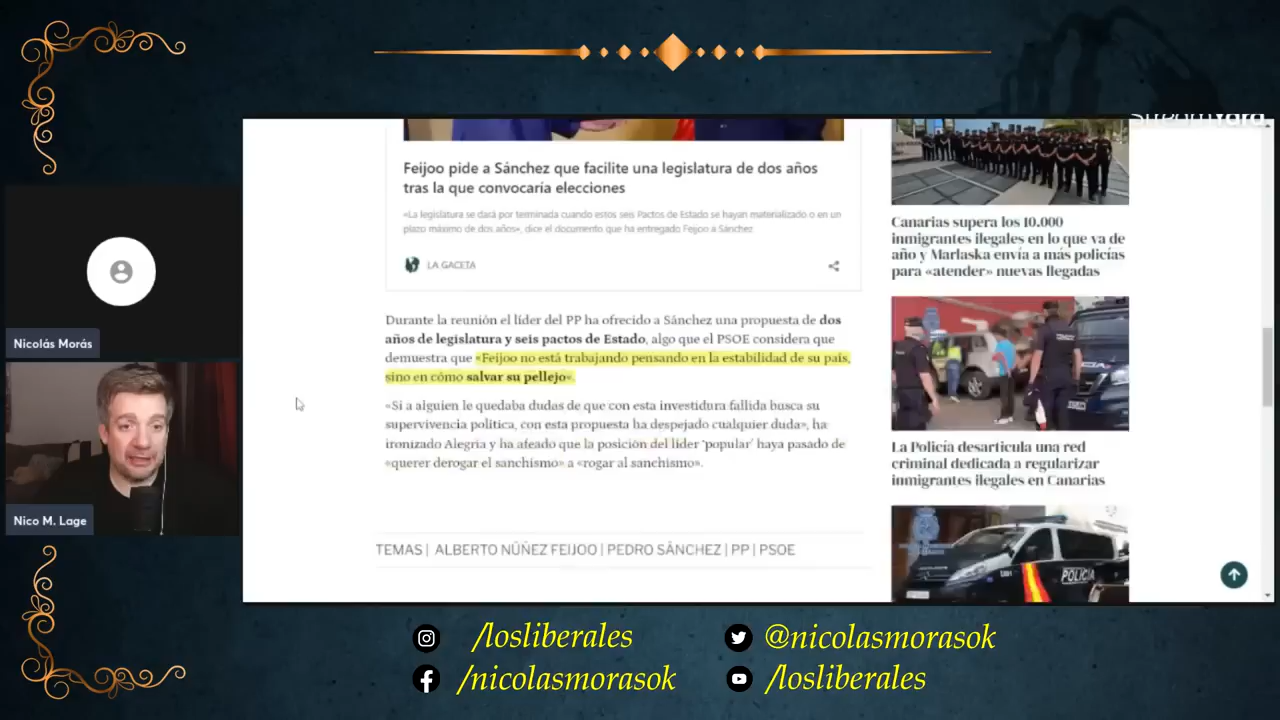 StreamYard
Feijoo pide a Sánchez que facilite una legislatura de dos años
tras la que convocaría elecciones
«La legislatura se dará por terminada cuando estos seis Pactos de Estado se hayan materializado o en un
plazo máximo de dos años», dice el documento que ha entregado Feijoo a Sánchez
LA GACETA
Durante la reunión el líder del PP ha ofrecido a Sánchez una propuesta de dos
años de legislatura y seis pactos de Estado, algo que el PSOE considera que
demuestra que «Feijoo no está trabajando pensando en la estabilidad de su país,
sino en cómo salvar su pellejo«.
«Si a alguien le quedaba dudas de que con esta investidura fallida busca su
supervivencia política, con esta propuesta ha despejado cualquier duda», ha
ironizado Alegría y ha afeado que la posición del líder 'popular' haya pasado de
«querer derogar el sanchismo» a «rogar al sanchismo».
TEMAS | ALBERTO NÚÑEZ FEIJOO | PEDRO SÁNCHEZ | PP | PSOE
Canarias supera los 10.000
inmigrantes ilegales en lo que va de
año y Marlaska envía a más policías
para «atender» nuevas llegadas
La Policía desarticula una red
criminal dedicada a regularizar
inmigrantes ilegales en Canarias
POLICIA
Nicolás Morás
Nico M. Lage
/losliberales
@nicolasmorasok
/nicolasmorasok
/losliberales